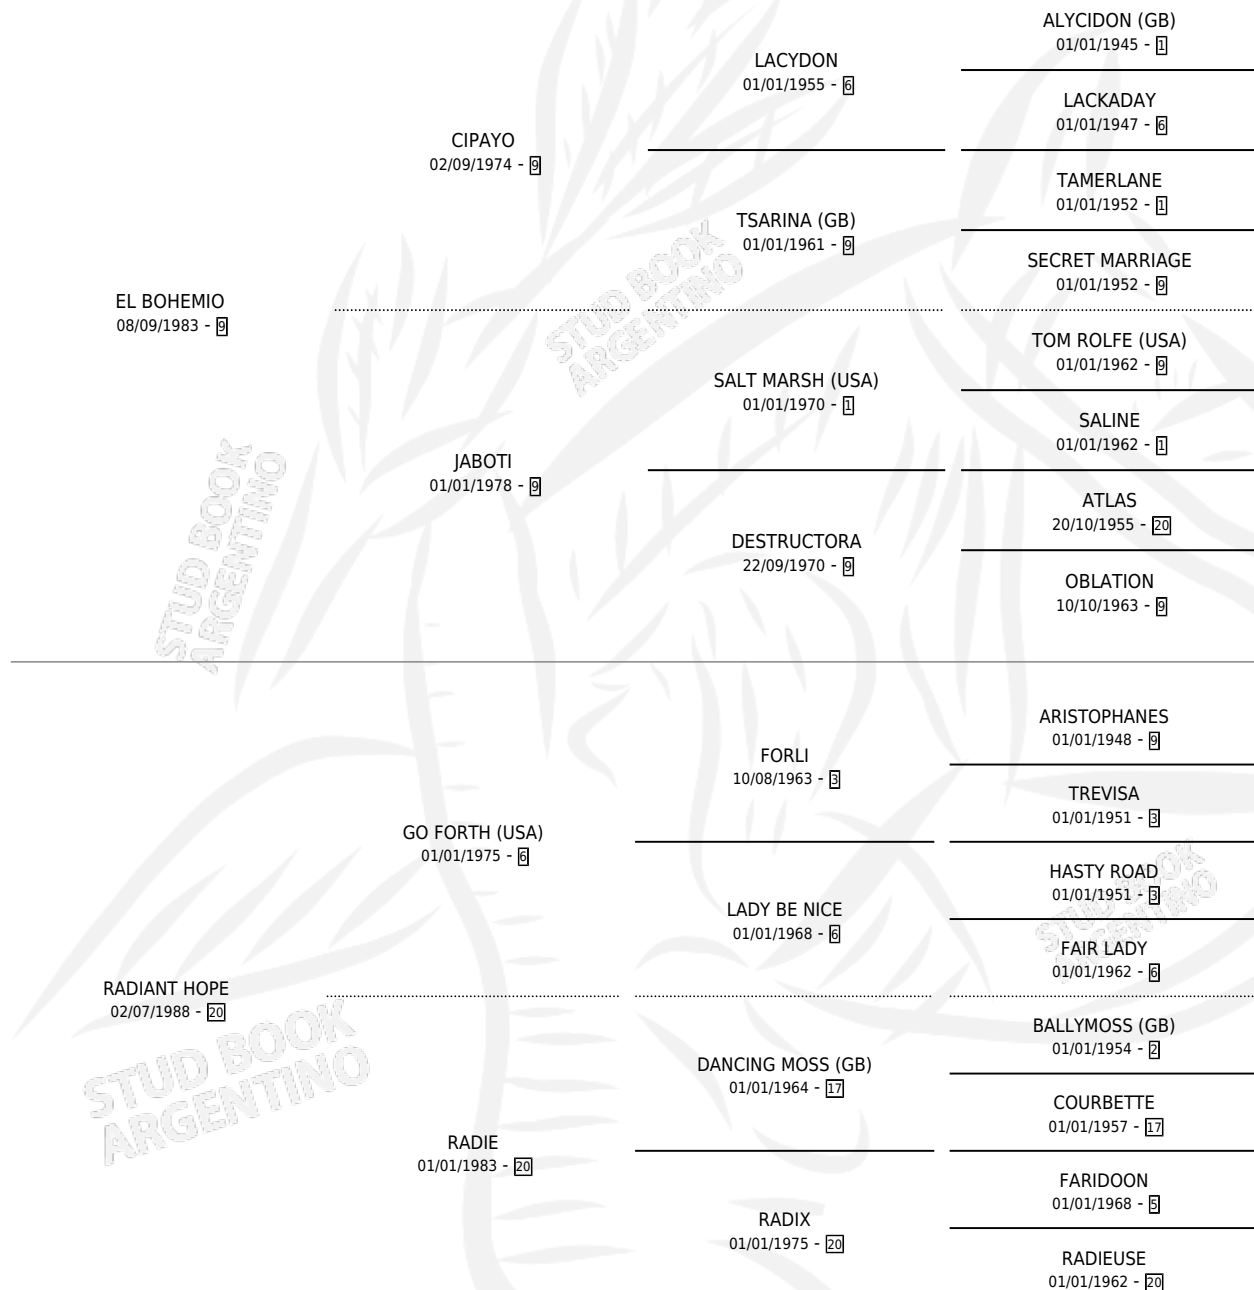 ALYCIDON (GB)
01/01/1945 - 1
LACYDON
01/01/1955 - 6
LACKADAY
01/01/1947 - 6
CIPAYO
02/09/1974 - 9
TAMERLANE
01/01/1952 - 1
TSARINA (GB)
01/01/1961 - 9
SECRET MARRIAGE
01/01/1952 - 9
EL BOHEMIO
08/09/1983 - 9
TOM ROLFE (USA)
01/01/1962 - 9
SALT MARSH (USA)
01/01/1970 - 1
SALINE
01/01/1962 - 1
JABOTI
01/01/1978 - 9
ATLAS
20/10/1955 - 20
DESTRUCTORA
22/09/1970 - 9
OBLATION
10/10/1963 - 9
STUD BOOK
ARGENTINO
STUD BOOK
ARGENTINO
ARISTOPHANES
01/01/1948 - 9
FORLI
10/08/1963 - 3
TREVISA
01/01/1951 - 3
GO FORTH (USA)
01/01/1975 - 6
HASTY ROAD
01/01/1951 - 3
LADY BE NICE
01/01/1968 - 6
FAIR LADY
01/01/1962 - 6
STUD BOOK
ARGENTINO
RADIANT HOPE
02/07/1988 - 20
BALLYMOSS (GB)
01/01/1954 - 2
DANCING MOSS (GB)
01/01/1964 - 17
COURBETTE
01/01/1957 - 17
STUD BOOK
ARGENTINO
RADIE
01/01/1983 - 20
FARIDOON
01/01/1968 - 5
RADIX
01/01/1975 - 20
RADIEUSE
01/01/1962 - 20